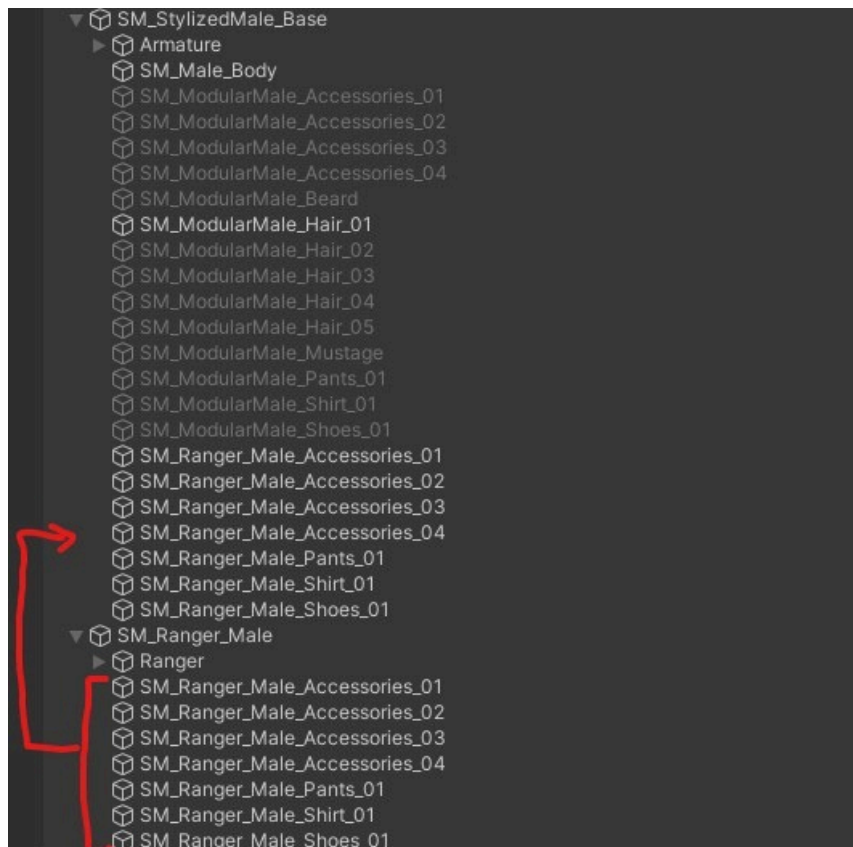 SM_StylizedMale_Base
Armature
SM_Male_Body
SM_ModularMale_Accessories_01
SM_ModularMale_Accessories_02
SM_ModularMale_Accessories_03
SM_ModularMale_Accessories_04
SM_ModularMale_Beard
SM_ModularMale_Hair_01
SM_ModularMale_Hair_02
SM_ModularMale_Hair_03
SM_ModularMale_Hair_04
SM_ModularMale_Hair_05
SM_ModularMale_Mustage
SM_ModularMale_Pants_01
SM_ModularMale_Shirt_01
SM_ModularMale_Shoes_01
SM_Ranger_Male_Accessories_01
SM_Ranger_Male_Accessories_02
SM_Ranger_Male_Accessories_03
SM_Ranger_Male_Accessories_04
SM_Ranger_Male_Pants_01
SM_Ranger_Male_Shirt_01
SM_Ranger_Male_Shoes_01
SM_Ranger_Male
Ranger
SM_Ranger_Male_Accessories_01
SM_Ranger_Male_Accessories_02
SM_Ranger_Male_Accessories_03
SM_Ranger_Male_Accessories_04
SM_Ranger_Male_Pants_01
SM_Ranger_Male_Shirt_01
SM_Ranger_Male_Shoes_01